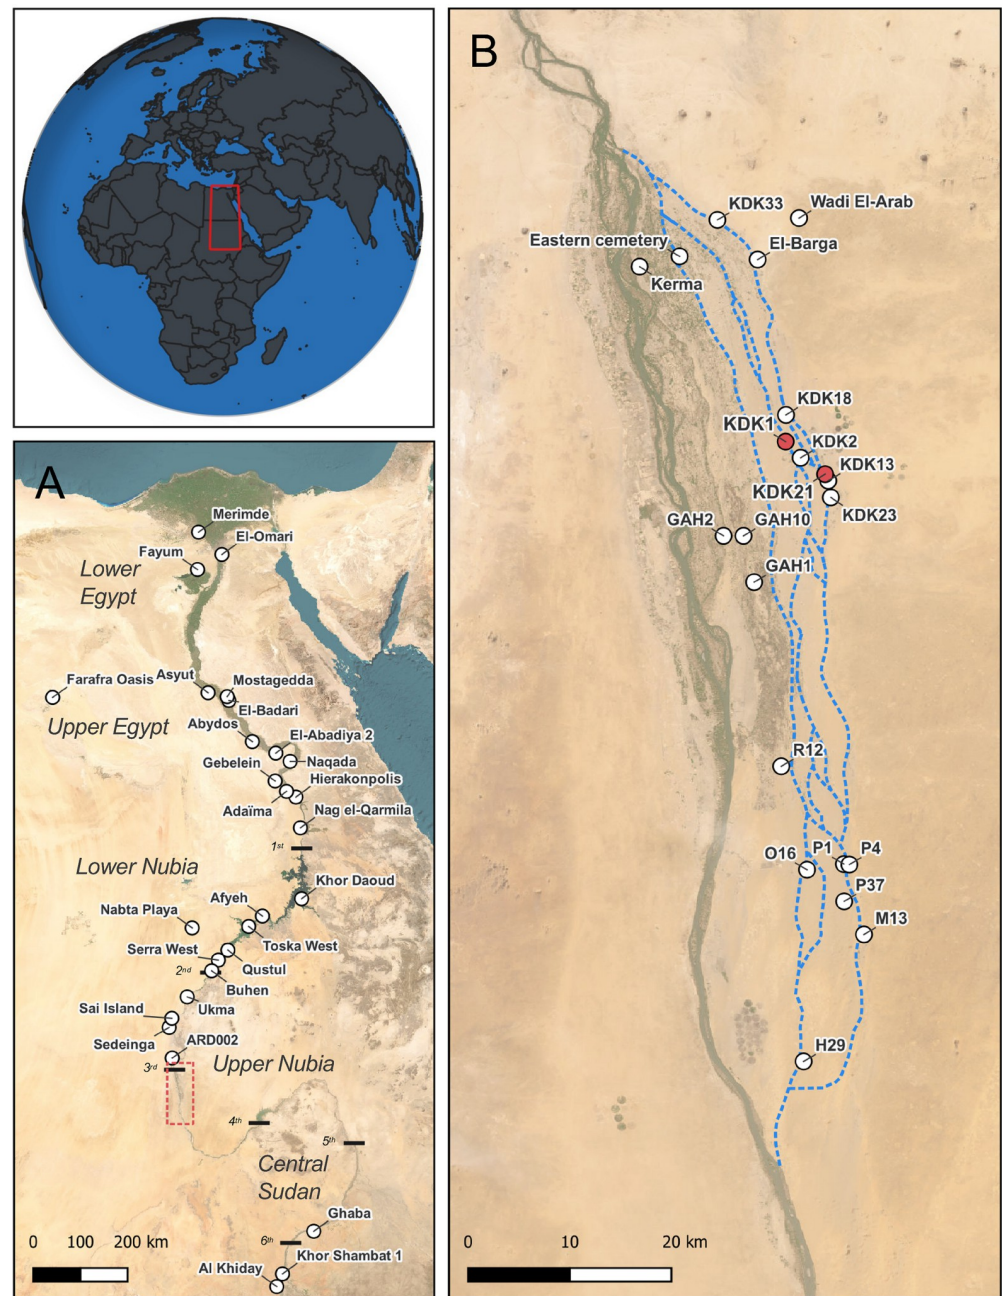 A
Merimde
El-Omari
Fayum
Lower
Egypt
Farafra Oasis
Asyut
Mostagedda
El-Badari
Upper Egypt
Abydos
El-Abadiya 2
Gebelein
Naqada
Hierakonpolis
Adaïma
Nag el-Qarmila
1st
Lower Nubia
Khor Daoud
Afyeh
Nabta Playa
Toska West
Serra West
Qustul
2nd
Buhen
Ukma
Sai Island
Sedeinga
ARD002
3rd
Upper Nubia
4th
5th
Central
Sudan
Ghaba
6th
Khor Shambat 1
Al Khiday
0 100 200 km
B
KDK33
Wadi El-Arab
Eastern cemetery
El-Barga
Kerma
KDK18
KDK1
KDK2
KDK13
KDK21
KDK23
GAH2
GAH10
GAH1
R12
O16
P1
P4
P37
M13
H29
0 10 20 km